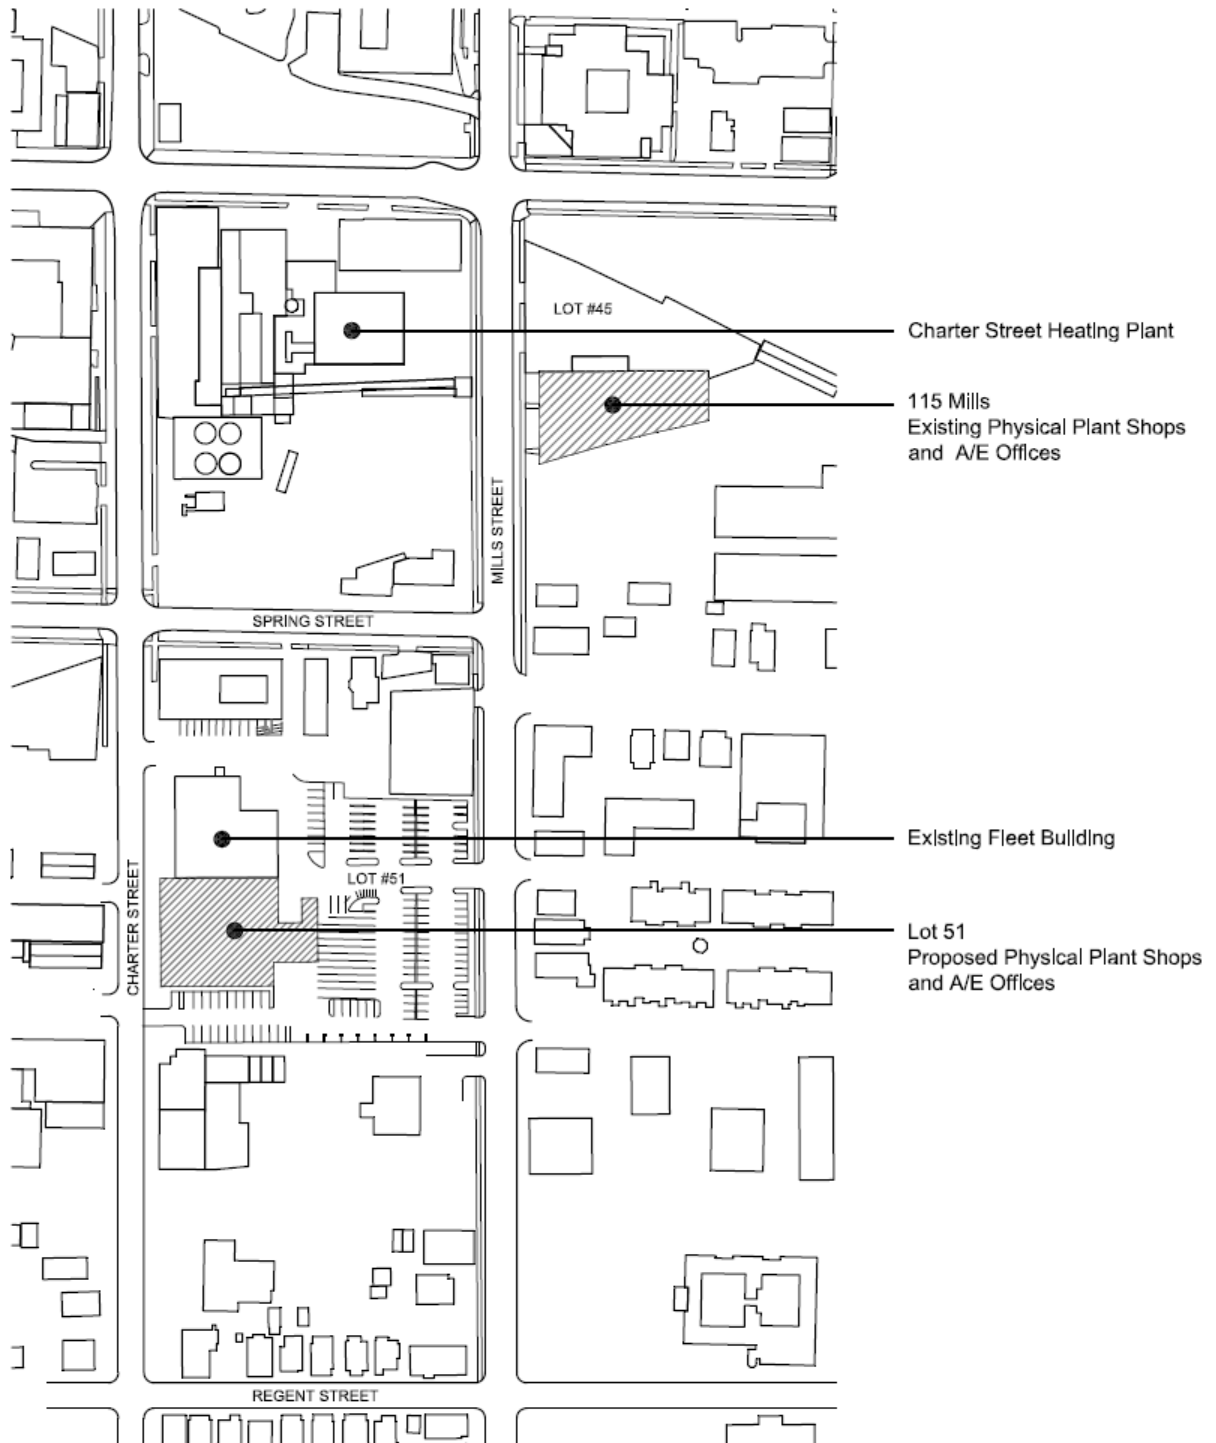 LOT #45
Charter Street Heating Plant
115 Mills
Existing Physical Plant Shops
and A/E Offices
MILLS STREET
SPRING STREET
Existing Fleet Building
LOT #51
CHARTER STREET
Lot 51
Proposed Physical Plant Shops
and A/E Offices
REGENT STREET